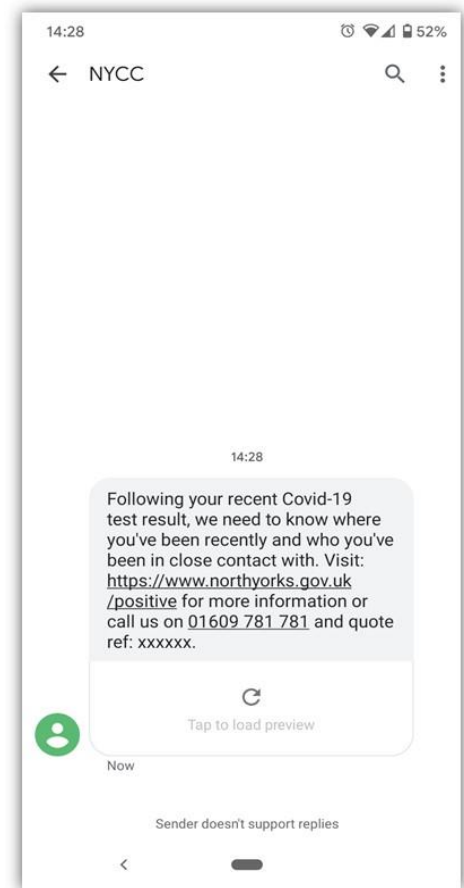 14:28
52%
NYCC
14:28
Following your recent Covid-19
test result, we need to know where
you've been recently and who you've
been in close contact with. Visit:
https://www.northyorks.gov.uk
/positive for more information or
call us on 01609 781 781 and quote
ref: xxxxxx.
Tap to load preview
Now
Sender doesn't support replies